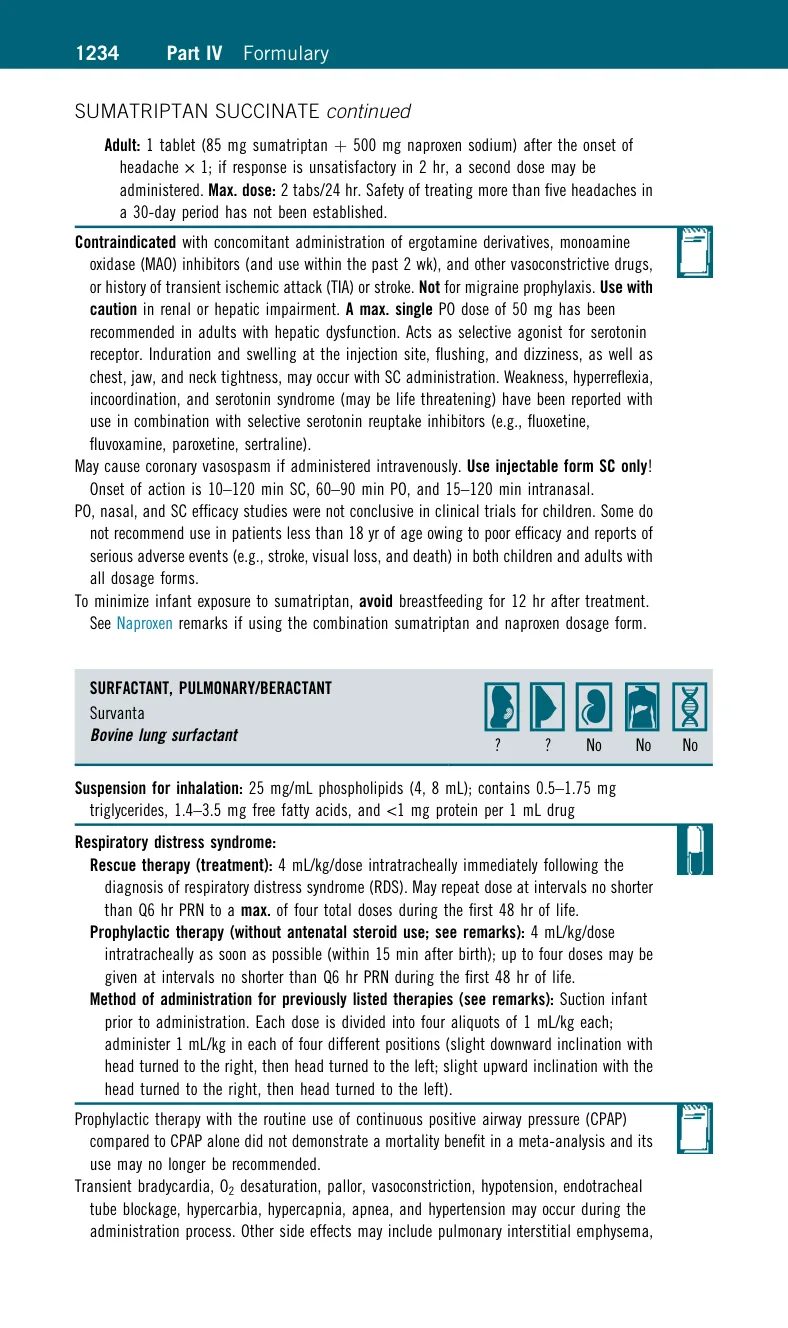 1234 Part IV Formulary
SUMATRIPTAN SUCCINATE continued
Adult: 1 tablet (85 mg sumatriptan + 500 mg naproxen sodium) after the onset of
headache × 1; if response is unsatisfactory in 2 hr, a second dose may be
administered. Max. dose: 2 tabs/24 hr. Safety of treating more than five headaches in
a 30-day period has not been established.
Contraindicated with concomitant administration of ergotamine derivatives, monoamine
oxidase (MAO) inhibitors (and use within the past 2 wk), and other vasoconstrictive drugs,
or history of transient ischemic attack (TIA) or stroke. Not for migraine prophylaxis. Use with
caution in renal or hepatic impairment. A max. single PO dose of 50 mg has been
recommended in adults with hepatic dysfunction. Acts as selective agonist for serotonin
receptor. Induration and swelling at the injection site, flushing, and dizziness, as well as
chest, jaw, and neck tightness, may occur with SC administration. Weakness, hyperreflexia,
incoordination, and serotonin syndrome (may be life threatening) have been reported with
use in combination with selective serotonin reuptake inhibitors (e.g., fluoxetine,
fluvoxamine, paroxetine, sertraline).
May cause coronary vasospasm if administered intravenously. Use injectable form SC only!
Onset of action is 10–120 min SC, 60–90 min PO, and 15–120 min intranasal.
PO, nasal, and SC efficacy studies were not conclusive in clinical trials for children. Some do
not recommend use in patients less than 18 yr of age owing to poor efficacy and reports of
serious adverse events (e.g., stroke, visual loss, and death) in both children and adults with
all dosage forms.
To minimize infant exposure to sumatriptan, avoid breastfeeding for 12 hr after treatment.
See Naproxen remarks if using the combination sumatriptan and naproxen dosage form.
SURFACTANT, PULMONARY/BERACTANT
Survanta
Bovine lung surfactant
? ? No No No
Suspension for inhalation: 25 mg/mL phospholipids (4, 8 mL); contains 0.5–1.75 mg
triglycerides, 1.4–3.5 mg free fatty acids, and <1 mg protein per 1 mL drug
Respiratory distress syndrome:
Rescue therapy (treatment): 4 mL/kg/dose intratracheally immediately following the
diagnosis of respiratory distress syndrome (RDS). May repeat dose at intervals no shorter
than Q6 hr PRN to a max. of four total doses during the first 48 hr of life.
Prophylactic therapy (without antenatal steroid use; see remarks): 4 mL/kg/dose
intratracheally as soon as possible (within 15 min after birth); up to four doses may be
given at intervals no shorter than Q6 hr PRN during the first 48 hr of life.
Method of administration for previously listed therapies (see remarks): Suction infant
prior to administration. Each dose is divided into four aliquots of 1 mL/kg each;
administer 1 mL/kg in each of four different positions (slight downward inclination with
head turned to the right, then head turned to the left; slight upward inclination with the
head turned to the right, then head turned to the left).
Prophylactic therapy with the routine use of continuous positive airway pressure (CPAP)
compared to CPAP alone did not demonstrate a mortality benefit in a meta-analysis and its
use may no longer be recommended.
Transient bradycardia, O2 desaturation, pallor, vasoconstriction, hypotension, endotracheal
tube blockage, hypercarbia, hypercapnia, apnea, and hypertension may occur during the
administration process. Other side effects may include pulmonary interstitial emphysema,